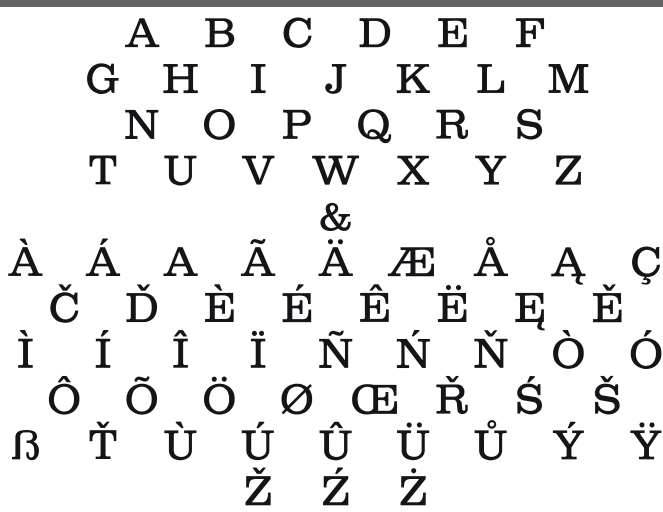 A B C D E F
G H I J K L M
N O P Q R S
T U V W X Y Z
&
À Á A Ã Ä Æ Å Ą Ç
Č Ď È É Ê Ë Ę Ě
Ì Í Î Ï Ñ Ń Ň Ò Ó
Ô Õ Ö Ø Œ Ř Ś Š
ß Ť Ù Ú Û Ü Ů Ý Ÿ
Ž Ź Ż